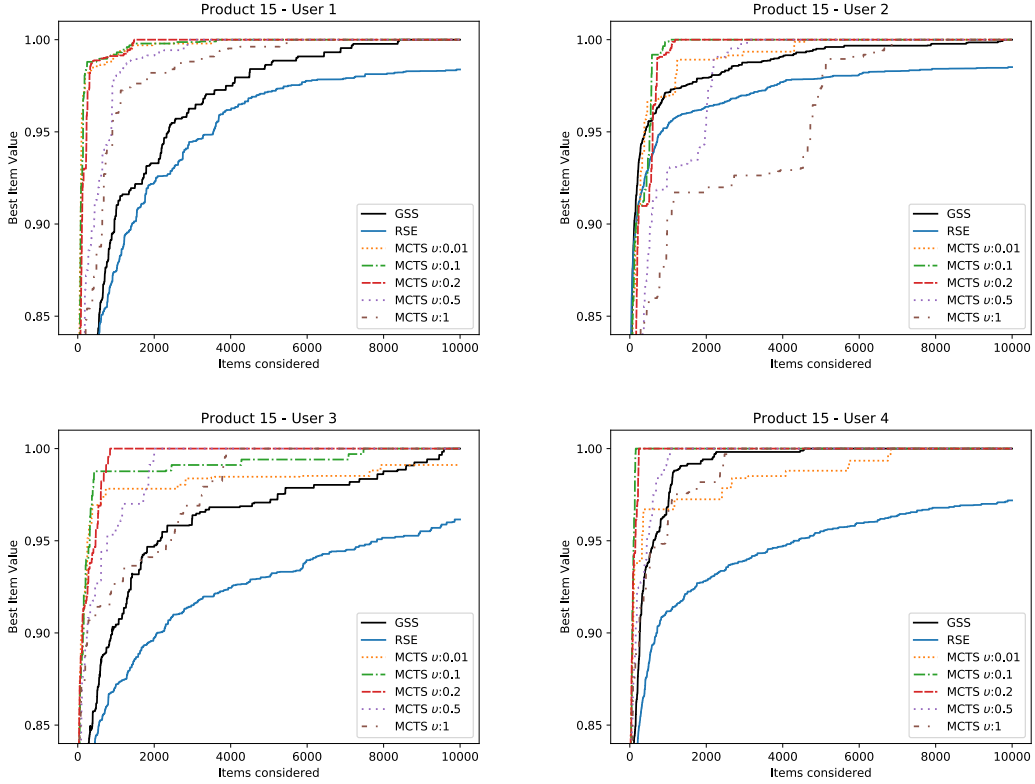 Product 15 - User 1
1.00
0.95
0.90
0.85
Best Item Value
0 2000 4000 6000 8000 10000
Items considered
GSS
RSE
MCTS υ:0.01
MCTS υ:0.1
MCTS υ:0.2
MCTS υ:0.5
MCTS υ:1
Product 15 - User 2
1.00
0.95
0.90
0.85
Best Item Value
0 2000 4000 6000 8000 10000
Items considered
GSS
RSE
MCTS υ:0.01
MCTS υ:0.1
MCTS υ:0.2
MCTS υ:0.5
MCTS υ:1
Product 15 - User 3
1.00
0.95
0.90
0.85
Best Item Value
0 2000 4000 6000 8000 10000
Items considered
GSS
RSE
MCTS υ:0.01
MCTS υ:0.1
MCTS υ:0.2
MCTS υ:0.5
MCTS υ:1
Product 15 - User 4
1.00
0.95
0.90
0.85
Best Item Value
0 2000 4000 6000 8000 10000
Items considered
GSS
RSE
MCTS υ:0.01
MCTS υ:0.1
MCTS υ:0.2
MCTS υ:0.5
MCTS υ:1